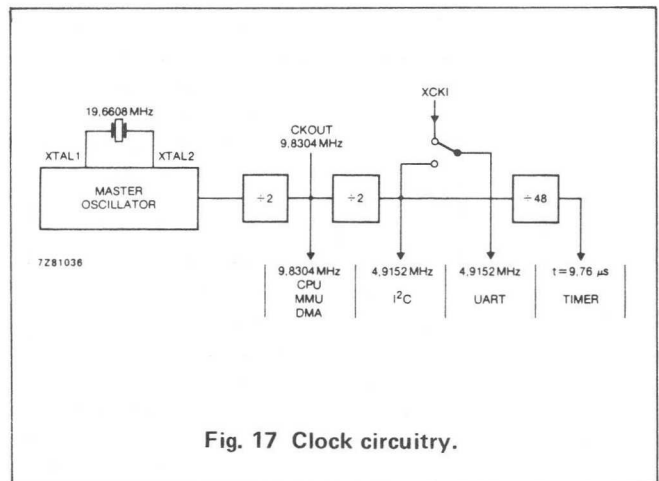 19,6608 MHz
XTAL1
XTAL2
MASTER
OSCILLATOR
7Z81036
÷2
CKOUT
9.8304 MHz
÷2
XCKI
÷48
9.8304 MHz
CPU
MMU
DMA
4,9152 MHz
I²C
4,9152 MHz
UART
t = 9.76 µs
TIMER
Fig. 17 Clock circuitry.